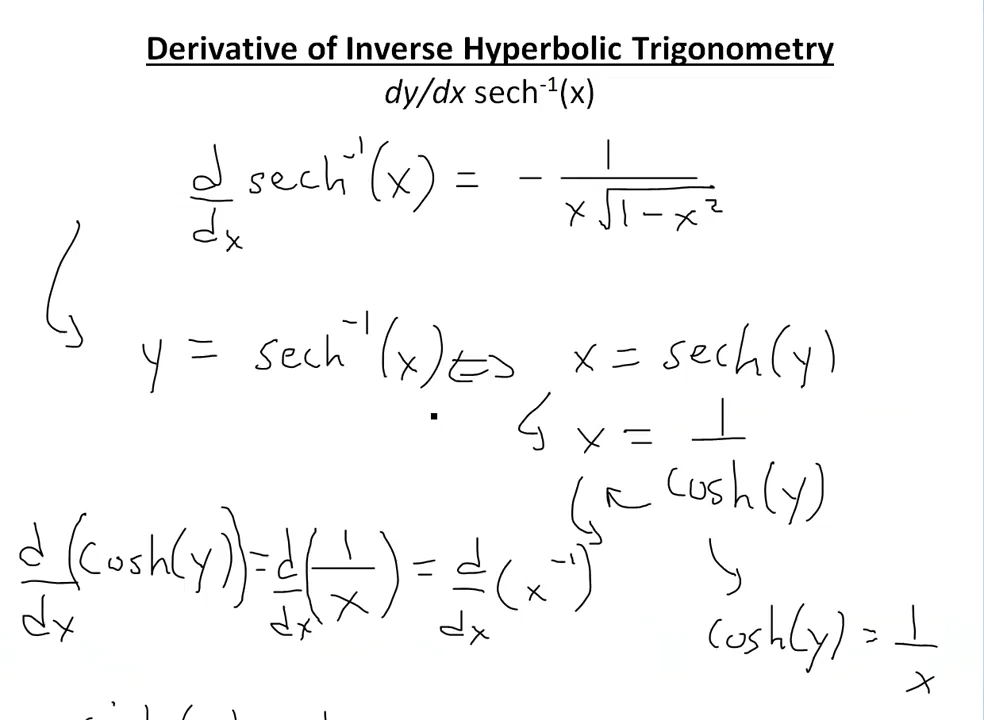 Derivative of Inverse Hyperbolic Trigonometry
dy/dx sech⁻¹(x)
d/dx sech⁻¹(x) = - 1/(x√(1-x²))
y = sech⁻¹(x) ⇔ x = sech(y)
x = 1/cosh(y)
d/dx (cosh(y)) = d/dx (1/x) = d/dx (x⁻¹)
cosh(y) = 1/x